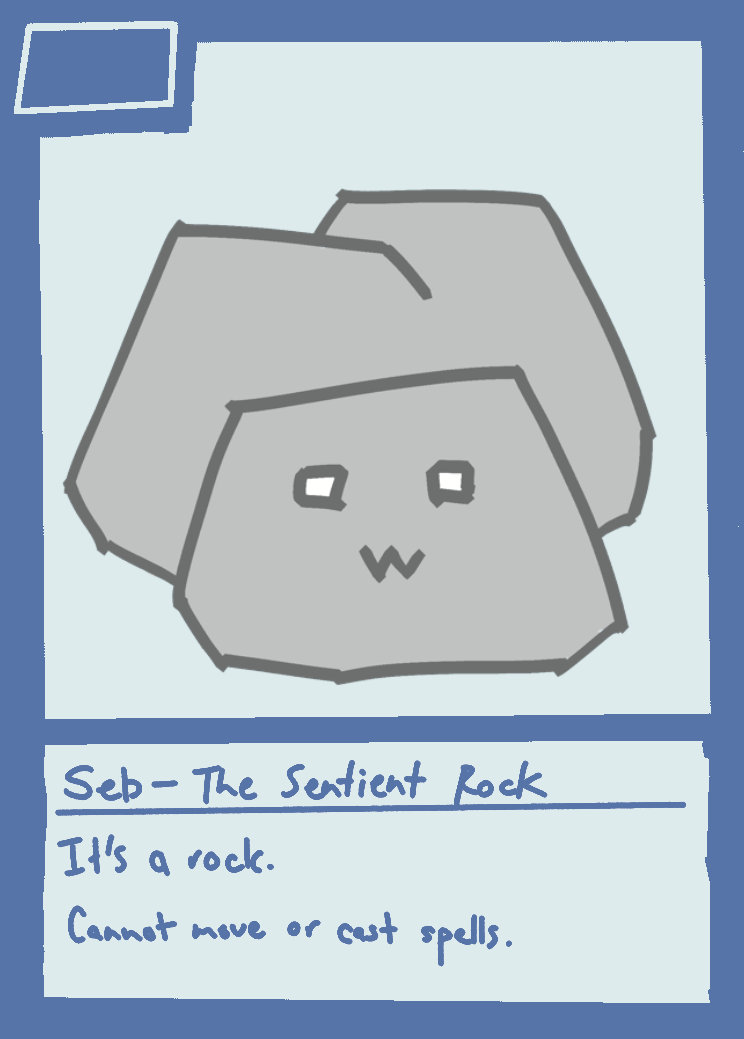 Seb - The Sentient Rock
It's a rock.
Cannot move or cast spells.